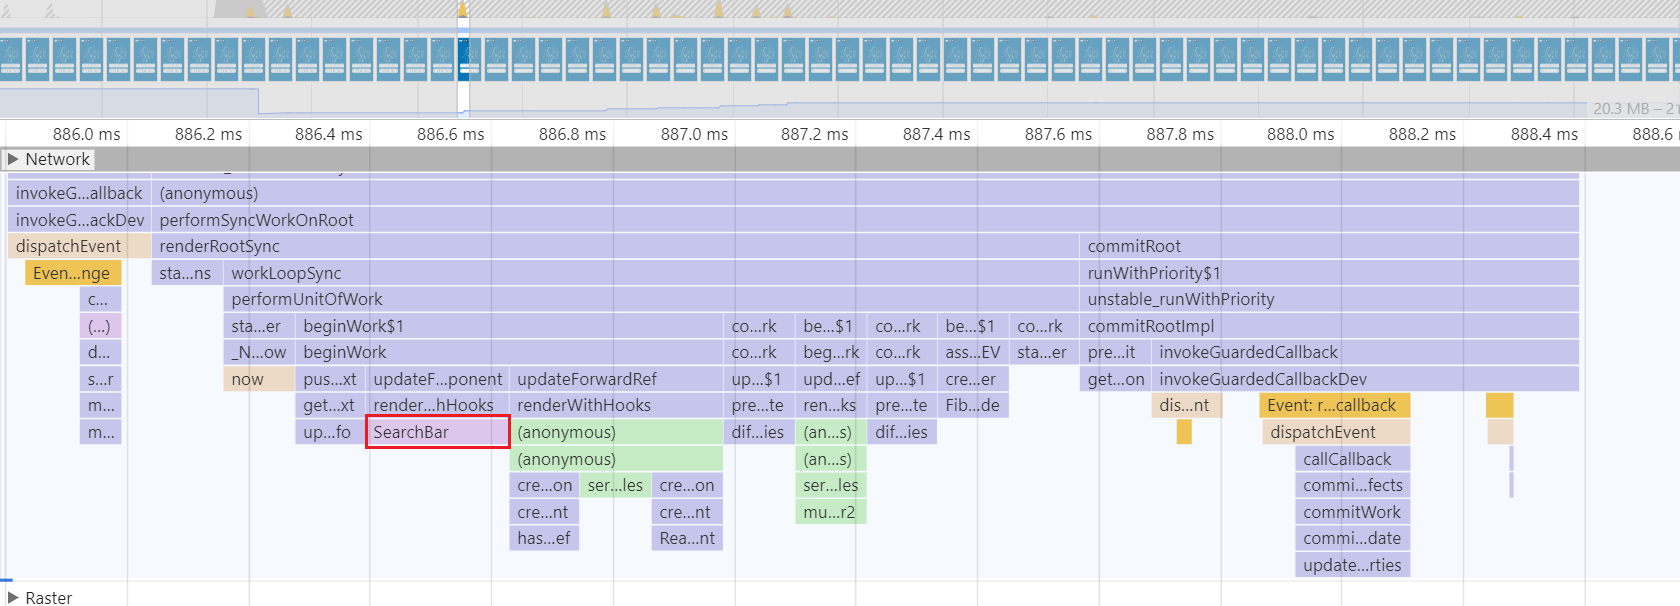 20.3 MB – 21
886.0 ms 886.2 ms 886.4 ms 886.6 ms 886.8 ms 887.0 ms 887.2 ms 887.4 ms 887.6 ms 887.8 ms 888.0 ms 888.2 ms 888.4 ms 888.6
Network
invokeG...allback (anonymous)
invokeG...ackDev performSyncWorkOnRoot
dispatchEvent renderRootSync commitRoot
Even...nge sta...ns workLoopSync runWithPriority$1
c... performUnitOfWork unstable_runWithPriority
(...) sta...er beginWork$1 co...rk be...$1 co...rk be...$1 co...rk commitRootImpl
d... _N...ow beginWork co...rk beg...rk co...rk ass...EV sta...er pre...it invokeGuardedCallback
s...r now pus...xt updateF...ponent updateForwardRef up...$1 upd...ef up...$1 cre...er get...on invokeGuardedCallbackDev
m... get...xt render...hHooks renderWithHooks pre...te ren...ks pre...te Fib...de dis...nt Event: r...callback
m... up...fo SearchBar (anonymous) dif...ies (an...s) dif...ies dispatchEvent
(anonymous) (an...s) callCallback
cre...on ser...les cre...on ser...les commi...fects
cre...nt cre...nt mu...r2 commitWork
has...ef Rea...nt commi...date
update...rties
Raster